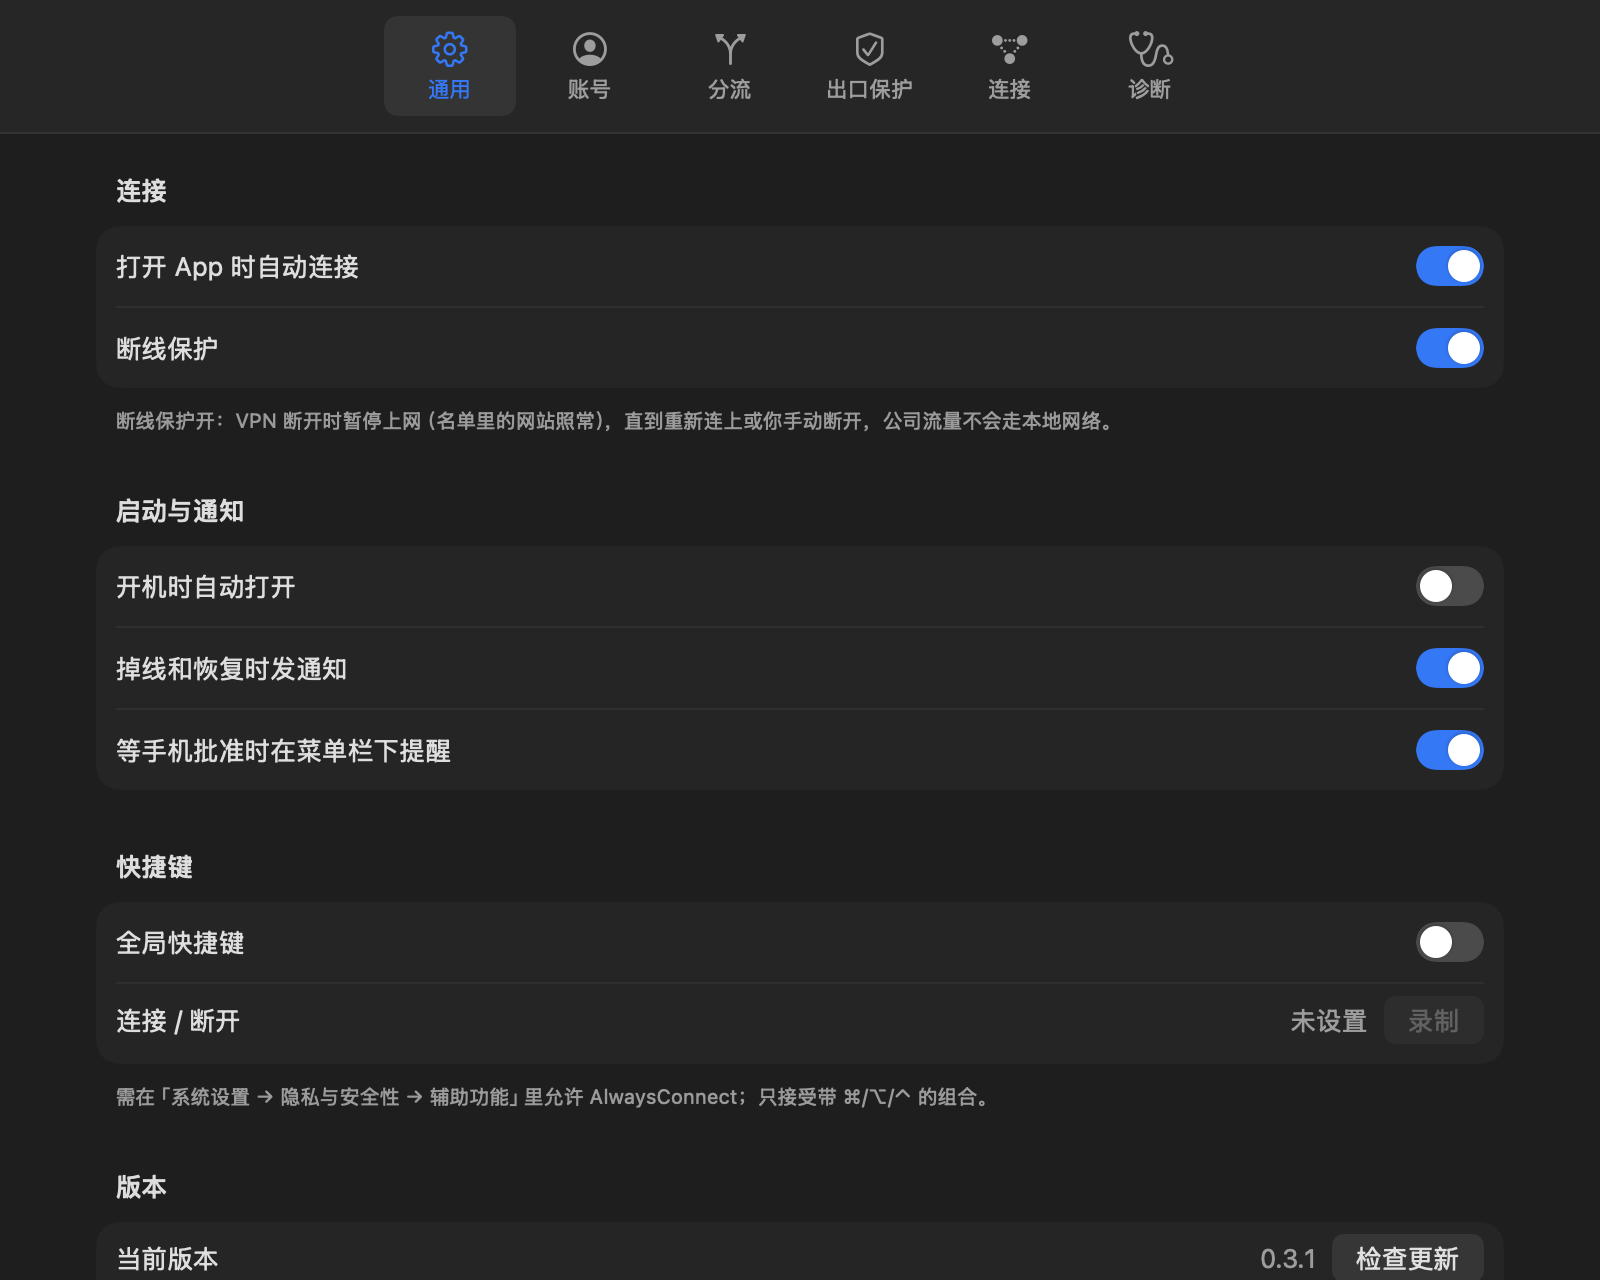 通用 账号 分流 出口保护 连接 诊断
连接
打开 App 时自动连接
断线保护
断线保护开：VPN 断开时暂停上网（名单里的网站照常），直到重新连上或你手动断开，公司流量不会走本地网络。
启动与通知
开机时自动打开
掉线和恢复时发通知
等手机批准时在菜单栏下提醒
快捷键
全局快捷键
连接 / 断开 未设置 录制
需在「系统设置 → 隐私与安全性 → 辅助功能」里允许 AlwaysConnect；只接受带 ⌘/⌥/^ 的组合。
版本
当前版本 0.3.1 检查更新